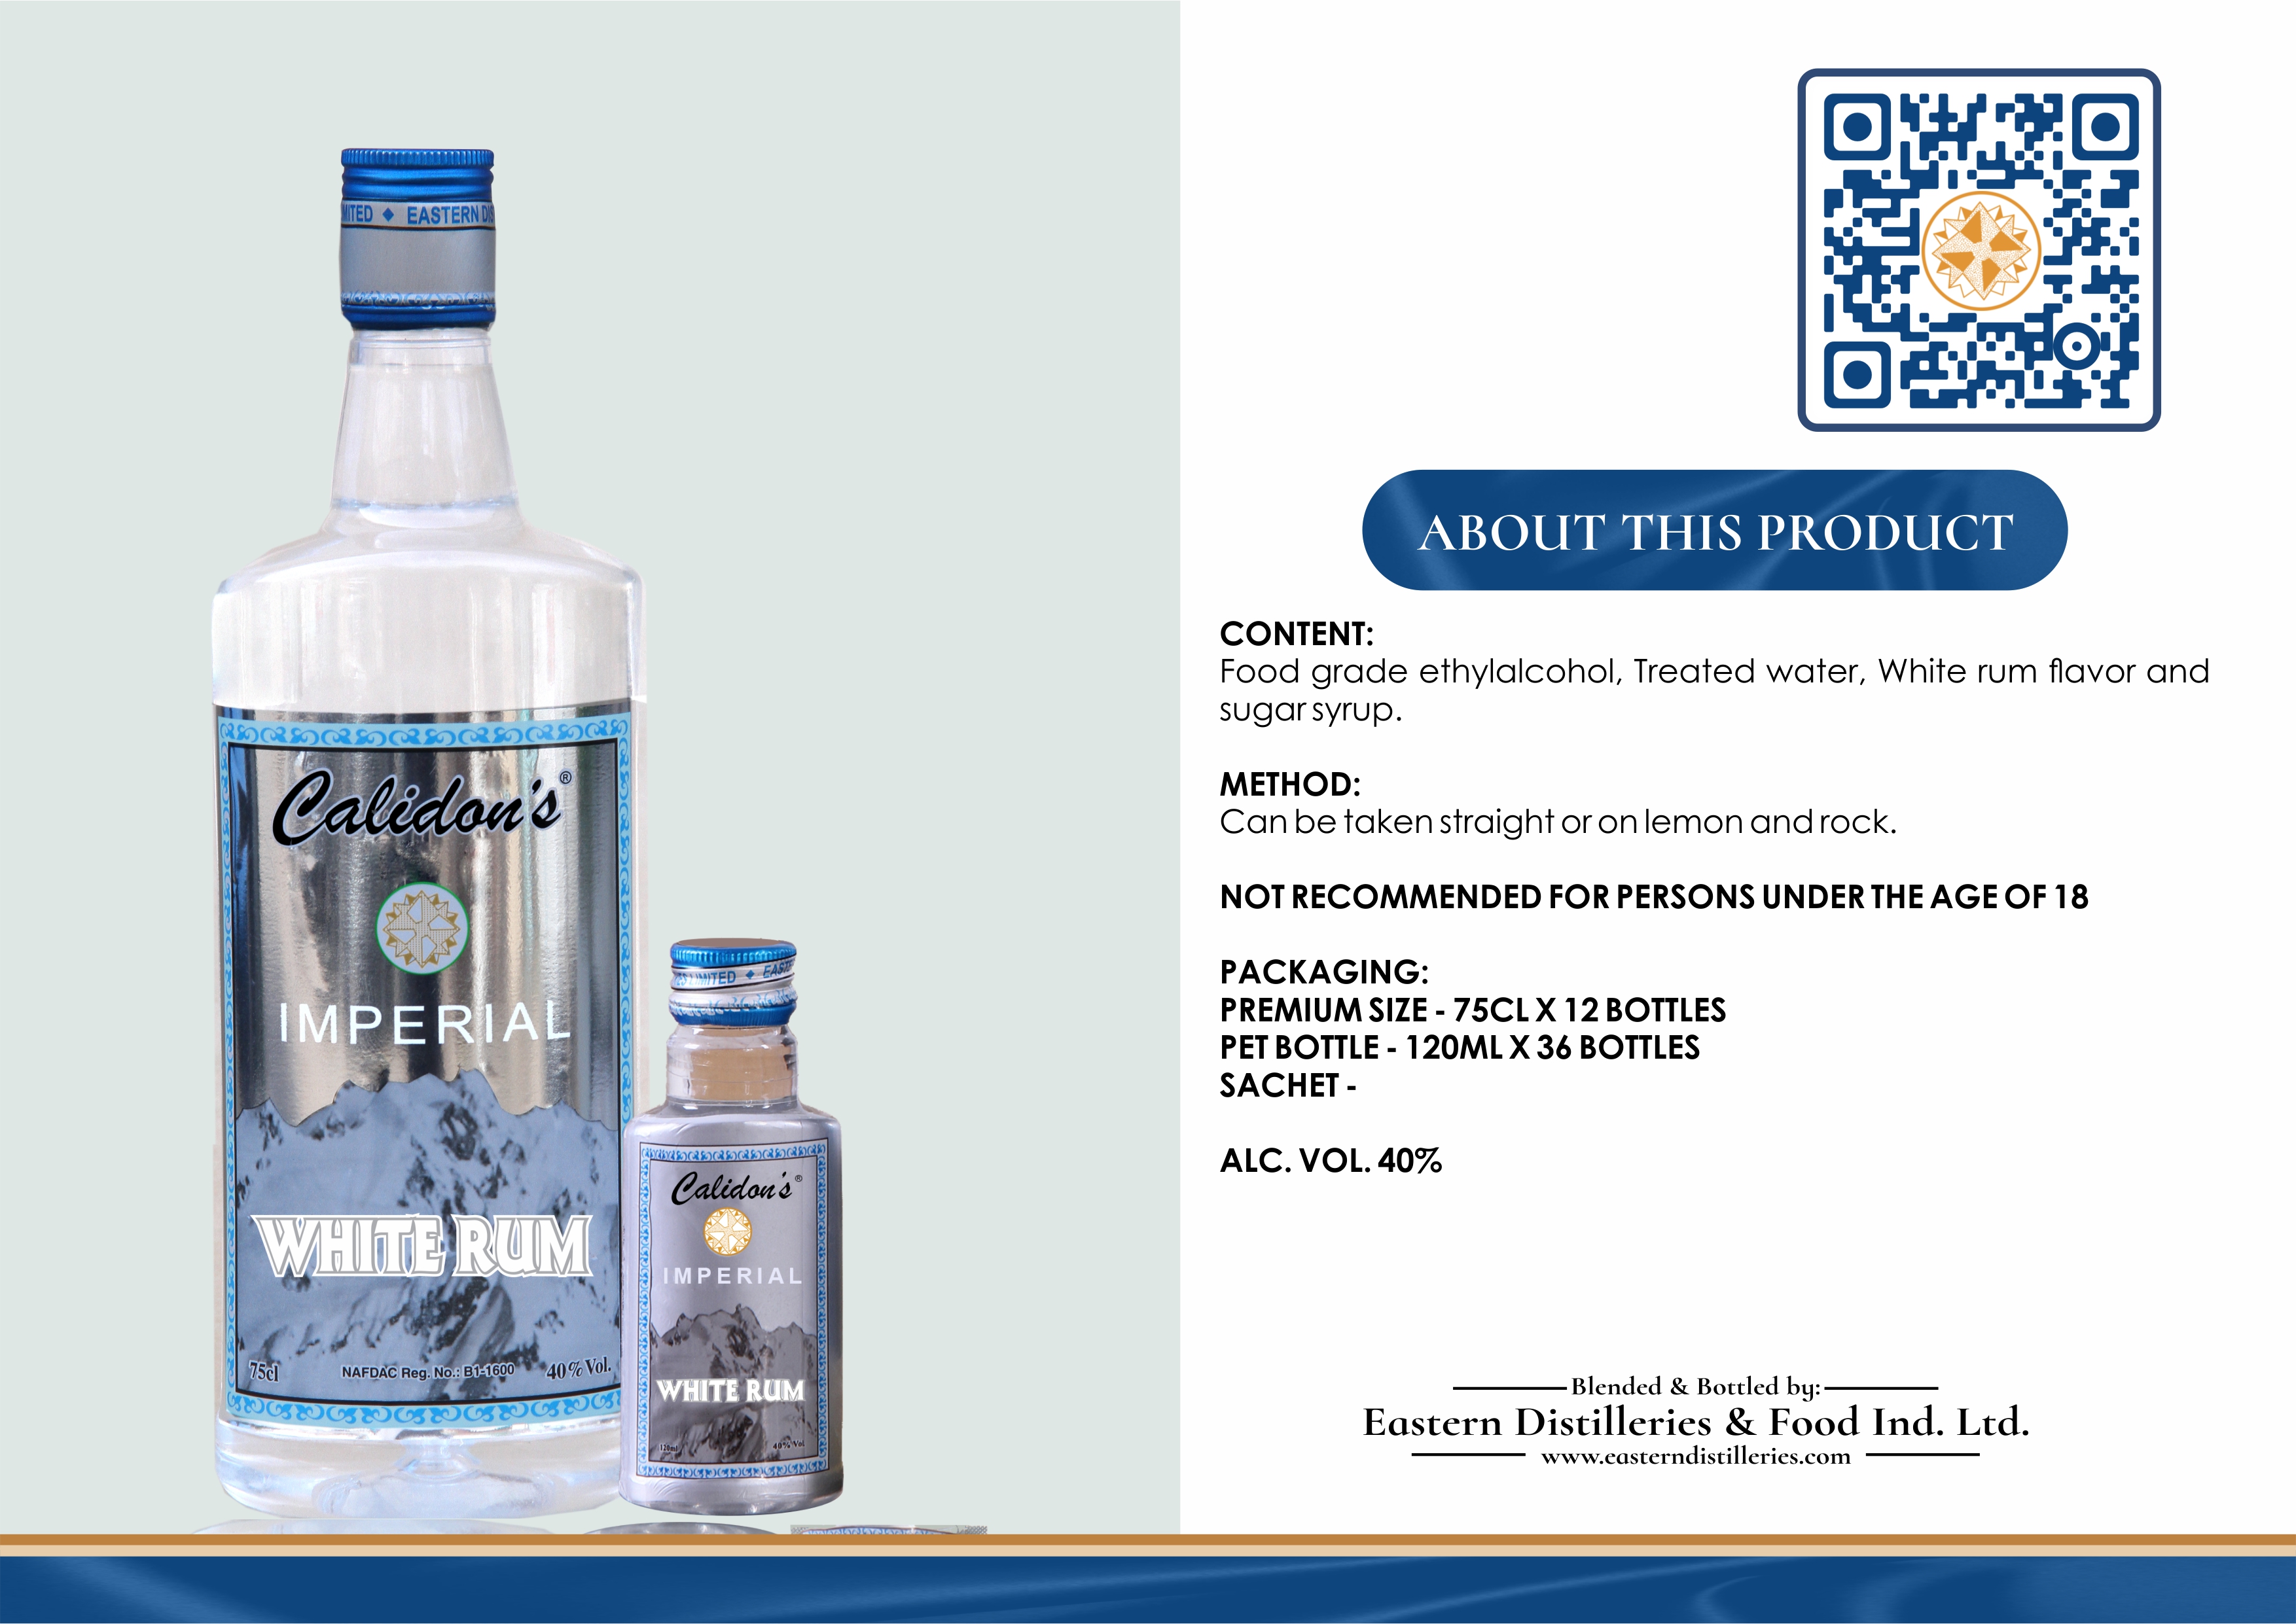 MITED ◆ EASTERN DIS
Calidon's®
IMPERIAL
WHITE RUM
75cl
NAFDAC Reg. No.: B1-1600
40% Vol.
LIMITED ◆ EAST
Calidon's®
IMPERIAL
WHITE RUM
120ml
40% Vol.
ABOUT THIS PRODUCT
CONTENT:
Food grade ethylalcohol, Treated water, White rum flavor and
sugar syrup.
METHOD:
Can be taken straight or on lemon and rock.
NOT RECOMMENDED FOR PERSONS UNDER THE AGE OF 18
PACKAGING:
PREMIUM SIZE - 75CL X 12 BOTTLES
PET BOTTLE - 120ML X 36 BOTTLES
SACHET -
ALC. VOL. 40%
Blended & Bottled by:
Eastern Distilleries & Food Ind. Ltd.
www.easterndistilleries.com